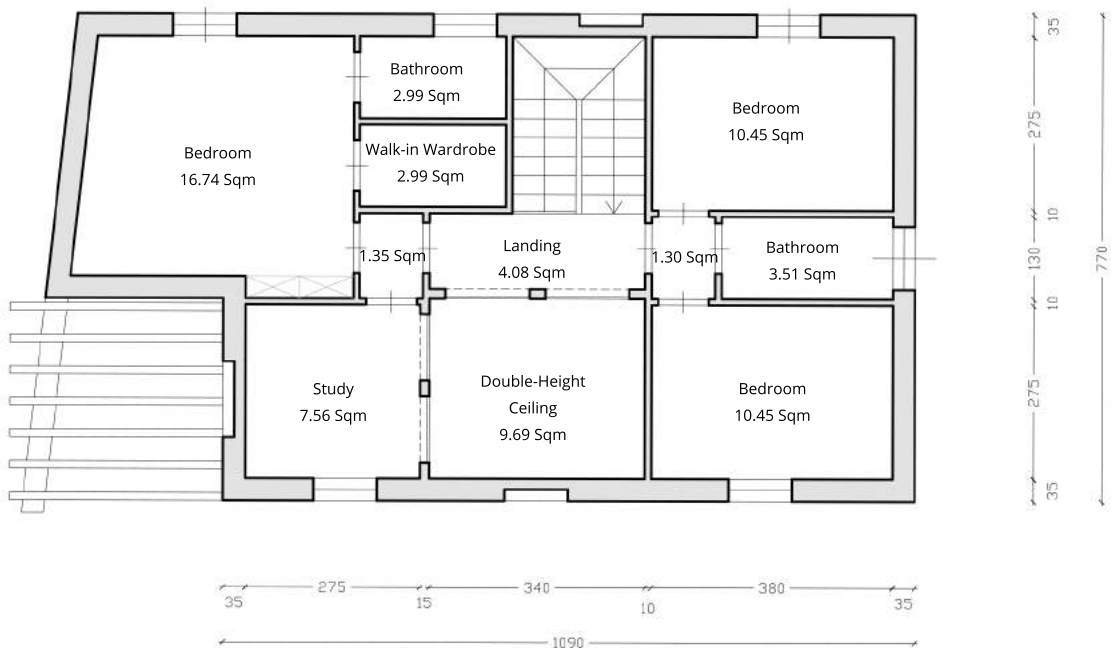 Bathroom
2.99 Sqm
Bedroom
16.74 Sqm
Walk-in Wardrobe
2.99 Sqm
Bedroom
10.45 Sqm
1.35 Sqm
Landing
4.08 Sqm
1.30 Sqm
Bathroom
3.51 Sqm
Study
7.56 Sqm
Double-Height
Ceiling
9.69 Sqm
Bedroom
10.45 Sqm
35
275
10
130
10
275
35
770
35
275
15
340
10
380
35
1090